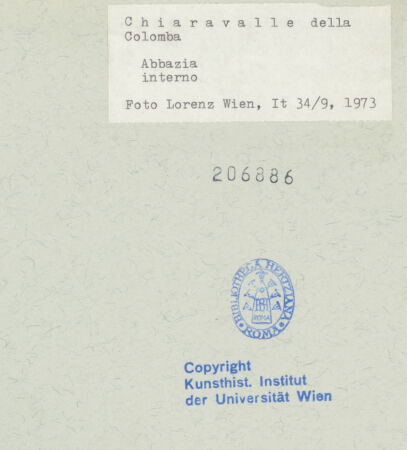 C h i a r a v a l l e della
Colomba
Abbazia
interno
Foto Lorenz Wien, It 34/9, 1973
206886
BIBLIOTHECA HERTZIANA
ROMA
ROMA
Copyright
Kunsthist. Institut
der Universität Wien